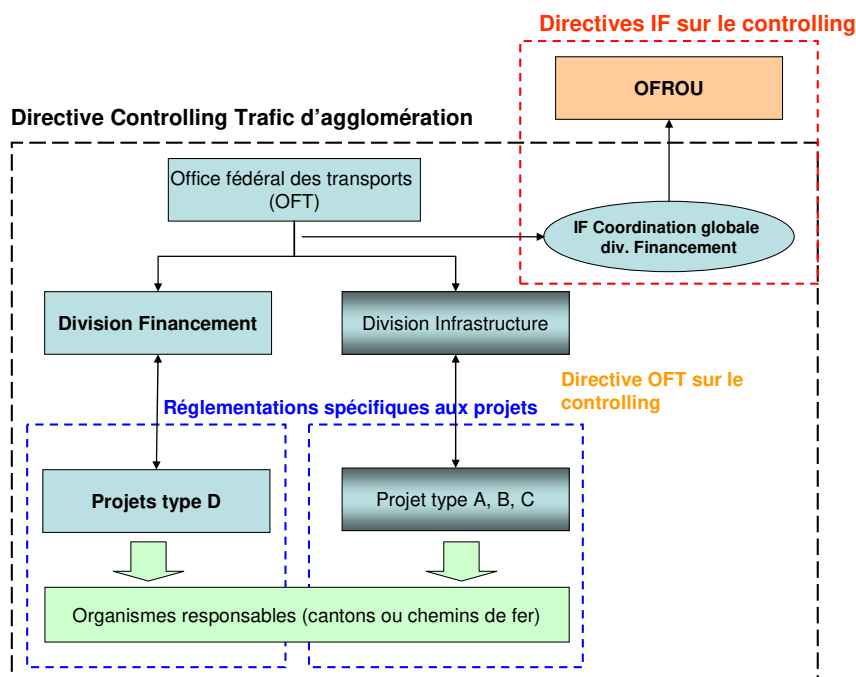 Directives IF sur le controlling
OFROU
Directive Controlling Trafic d'agglomération
Office fédéral des transports
(OFT)
IF Coordination globale
div. Financement
Division Financement
Division Infrastructure
Directive OFT sur le
controlling
Réglementations spécifiques aux projets
Projets type D
Projet type A, B, C
Organismes responsables (cantons ou chemins de fer)